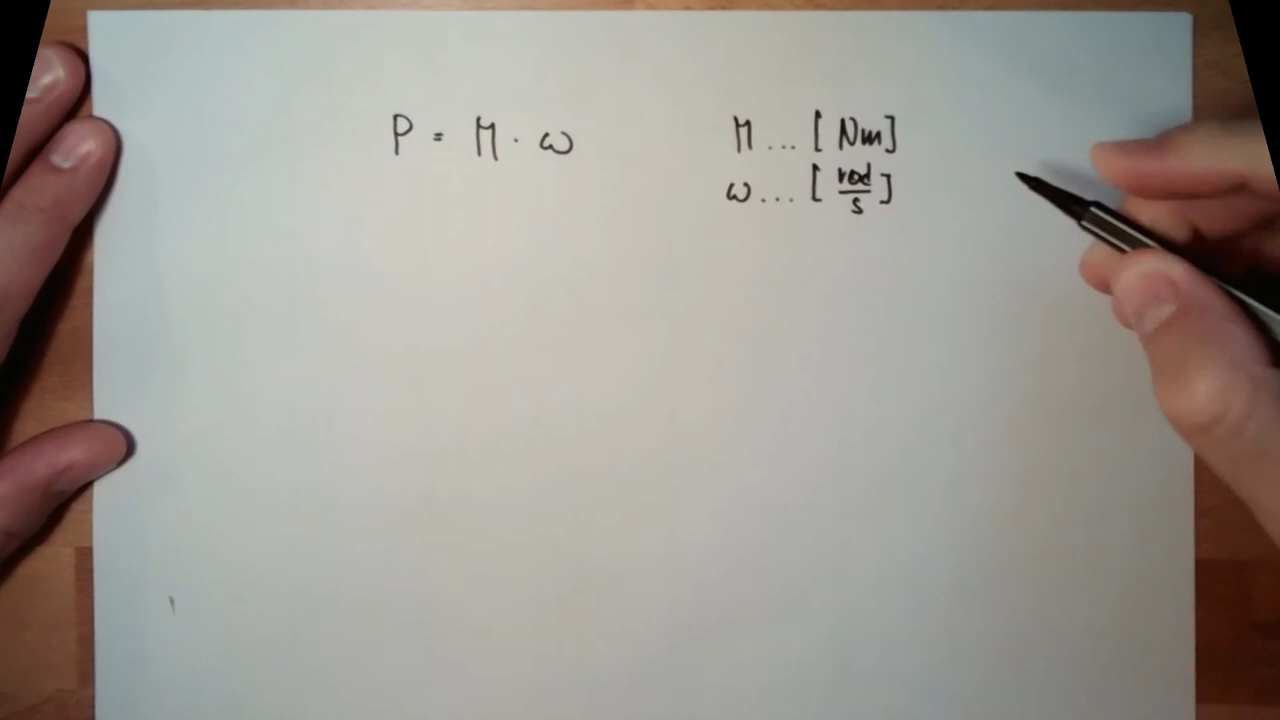 P = M · ω
M ... [Nm]
ω ... [rad/s]